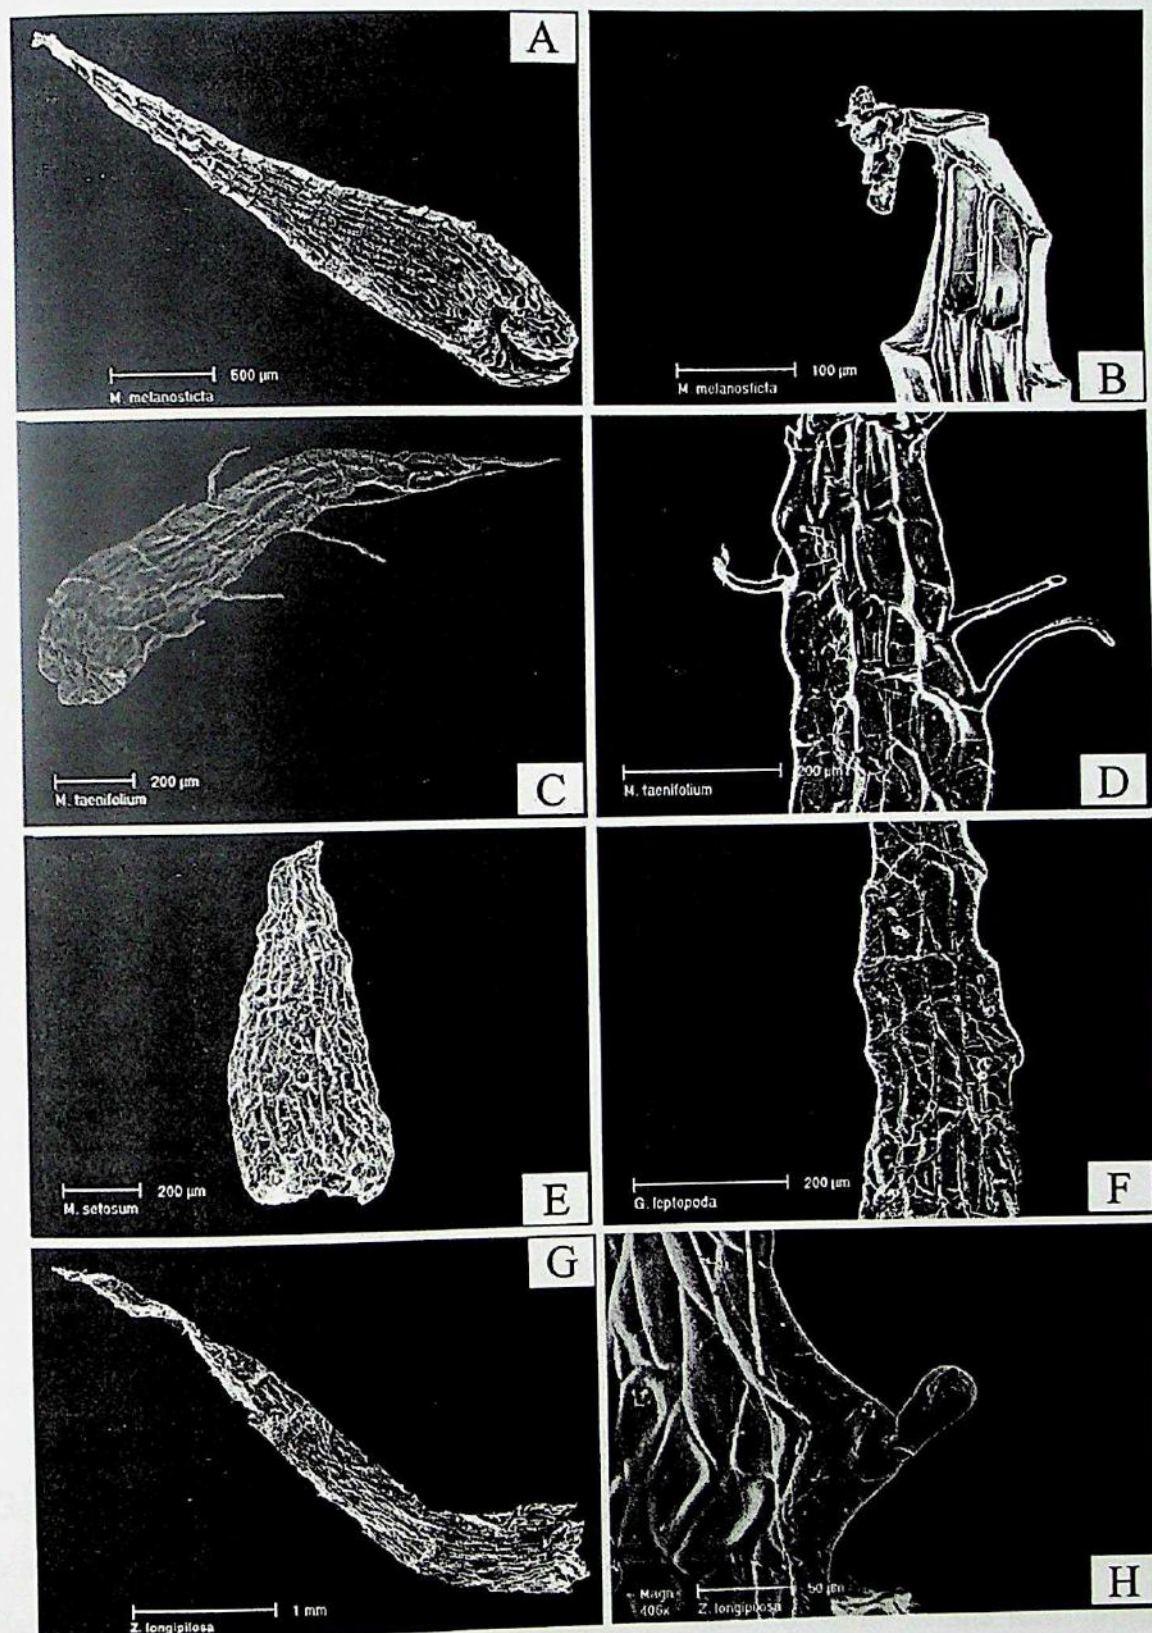 A
500 µm
M. melanosticta
100 µm
M. melanosticta
B
200 µm
M. taenifolium
C
200 µm
M. taenifolium
D
200 µm
M. setosum
E
200 µm
G. leptopoda
F
G
1 mm
Z. longipilosa
Magn
406x
50 µm
Z. longipilosa
H